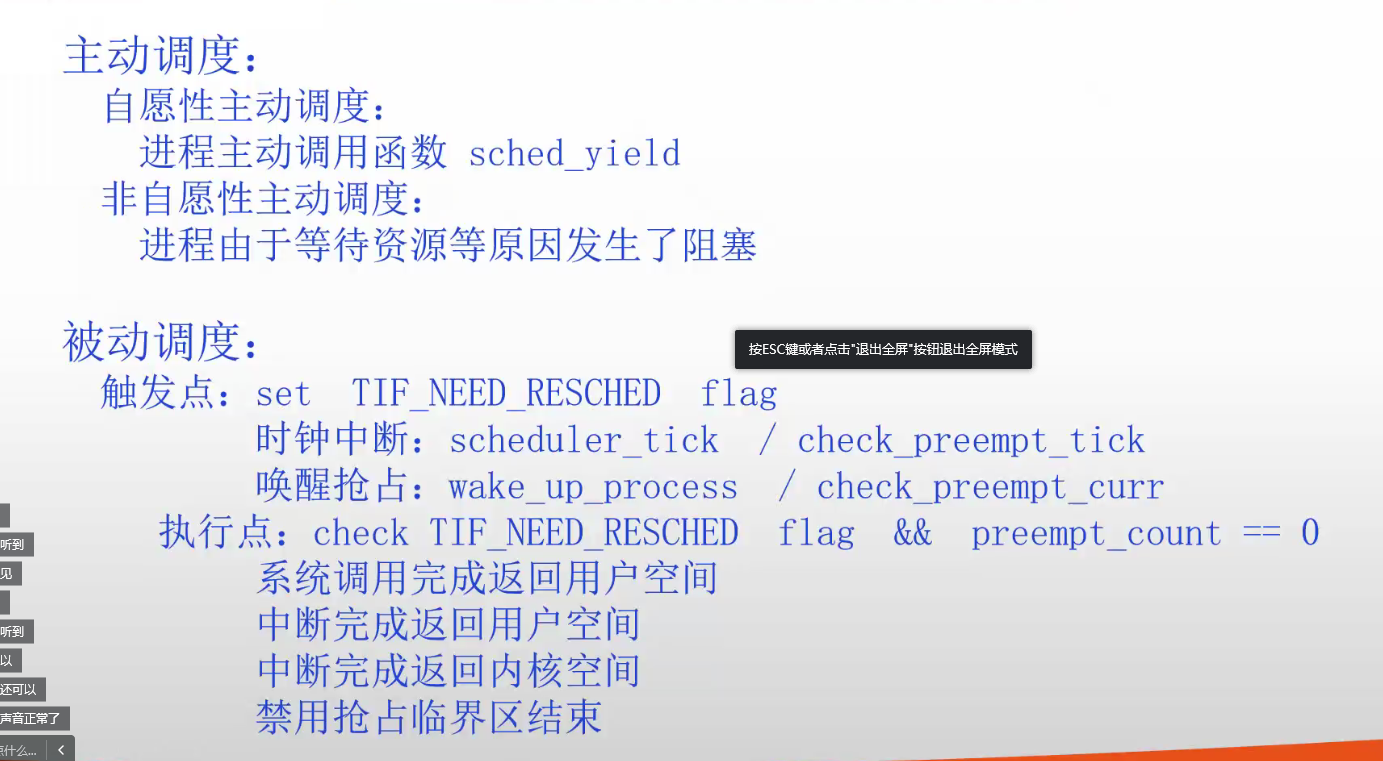 主动调度：
自愿性主动调度：
进程主动调用函数 sched_yield
非自愿性主动调度：
进程由于等待资源等原因发生了阻塞
被动调度：
按ESC键或者点击"退出全屏"按钮退出全屏模式
触发点：set TIF_NEED_RESCHED flag
时钟中断：scheduler_tick / check_preempt_tick
唤醒抢占：wake_up_process / check_preempt_curr
执行点：check TIF_NEED_RESCHED flag && preempt_count == 0
听到
系统调用完成返回用户空间
见
中断完成返回用户空间
听到
以
中断完成返回内核空间
还可以
禁用抢占临界区结束
声音正常了
什么...